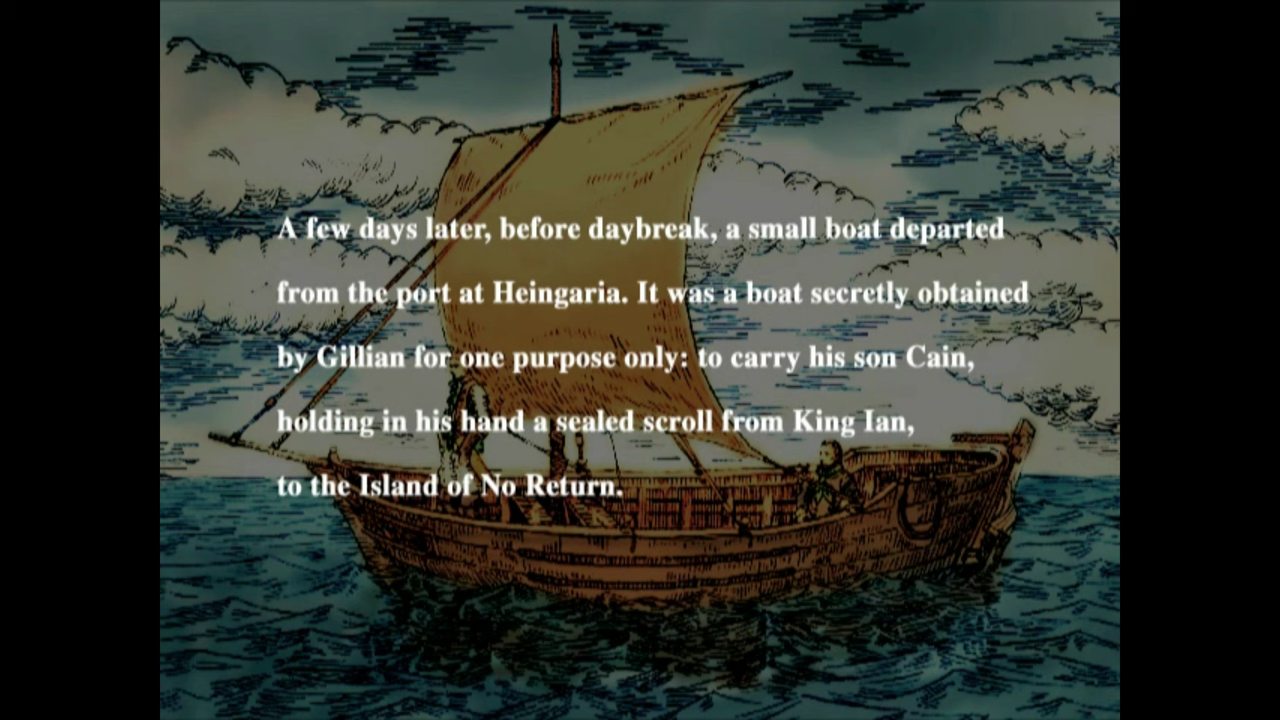 A few days later, before daybreak, a small boat departed
from the port at Heingaria. It was a boat secretly obtained
by Gillian for one purpose only: to carry his son Cain,
holding in his hand a sealed scroll from King Ian,
to the Island of No Return.